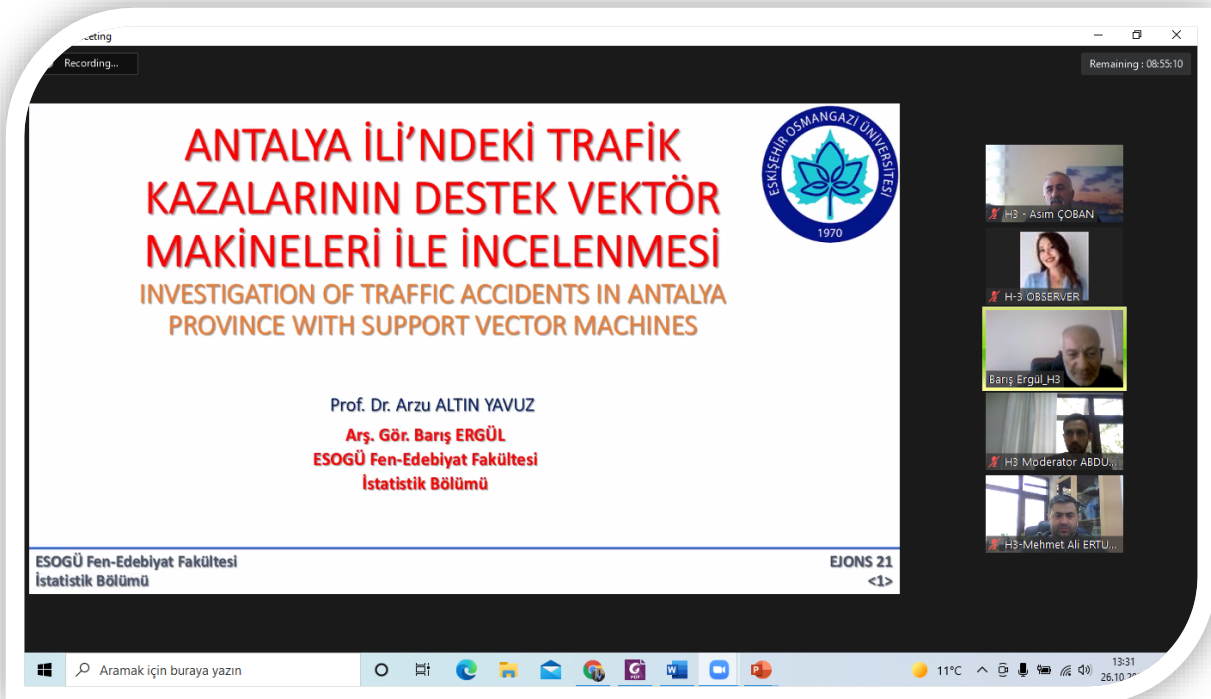 Recording...
Remaining : 08:55:10
ANTALYA İLİ’NDEKİ TRAFİK
KAZALARININ DESTEK VEKTÖR
MAKİNELERİ İLE İNCELENMESİ
INVESTIGATION OF TRAFFIC ACCIDENTS IN ANTALYA
PROVINCE WITH SUPPORT VECTOR MACHINES
ESKİŞEHİR OSMANGAZİ ÜNİVERSİTESİ
1970
Prof. Dr. Arzu ALTIN YAVUZ
Arş. Gör. Barış ERGÜL
ESOGÜ Fen-Edebiyat Fakültesi
İstatistik Bölümü
ESOGÜ Fen-Edebiyat Fakültesi
İstatistik Bölümü
EJONS 21
<1>
H3 - Asım ÇOBAN
H-3 OBSERVER
Barış Ergül_H3
H3 Moderator ABDU...
H3-Mehmet Ali ERTU...
Aramak için buraya yazın
11°C
13:31
26.10.20